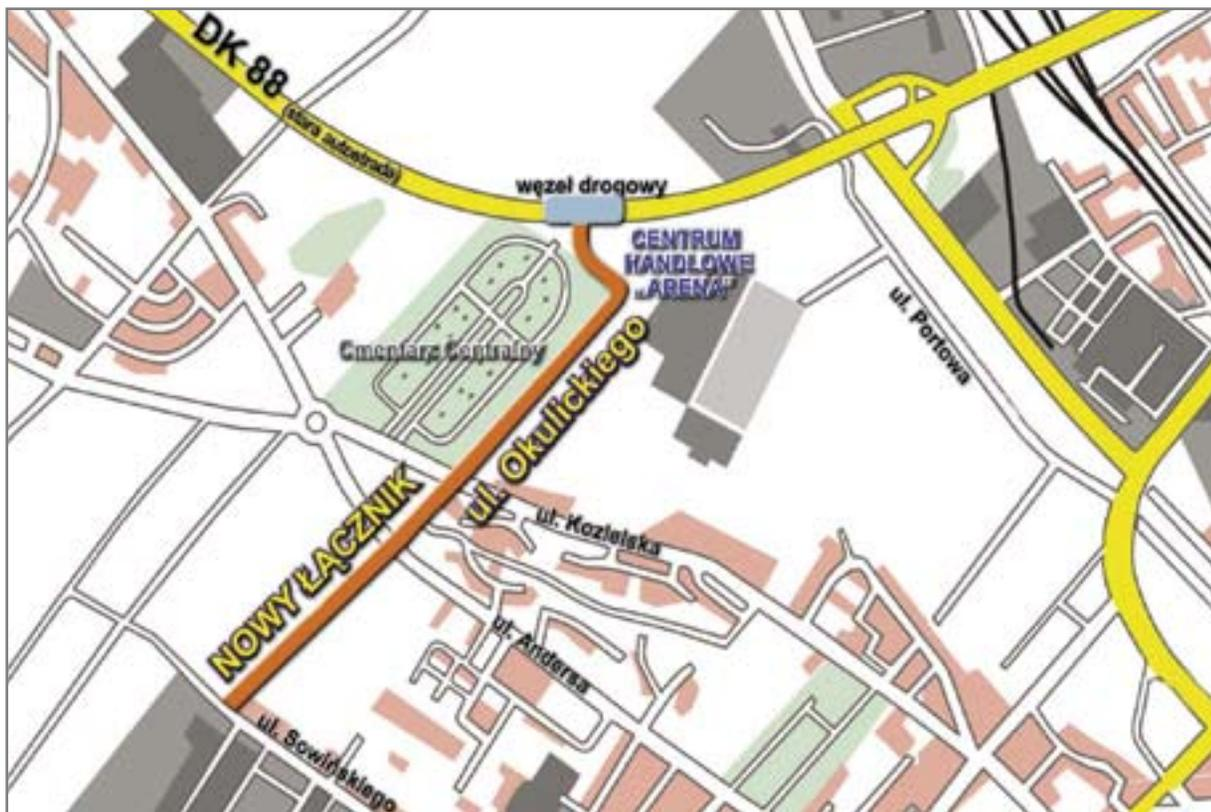 DK 88
(stara autostrada)
węzeł drogowy
CENTRUM
HANDLOWE
„ARENA”
ul. Portowa
Cmentarz Centralny
ul. Okulickiego
NOWY ŁĄCZNIK
ul. Kozielska
ul. Andersa
ul. Sowińskiego